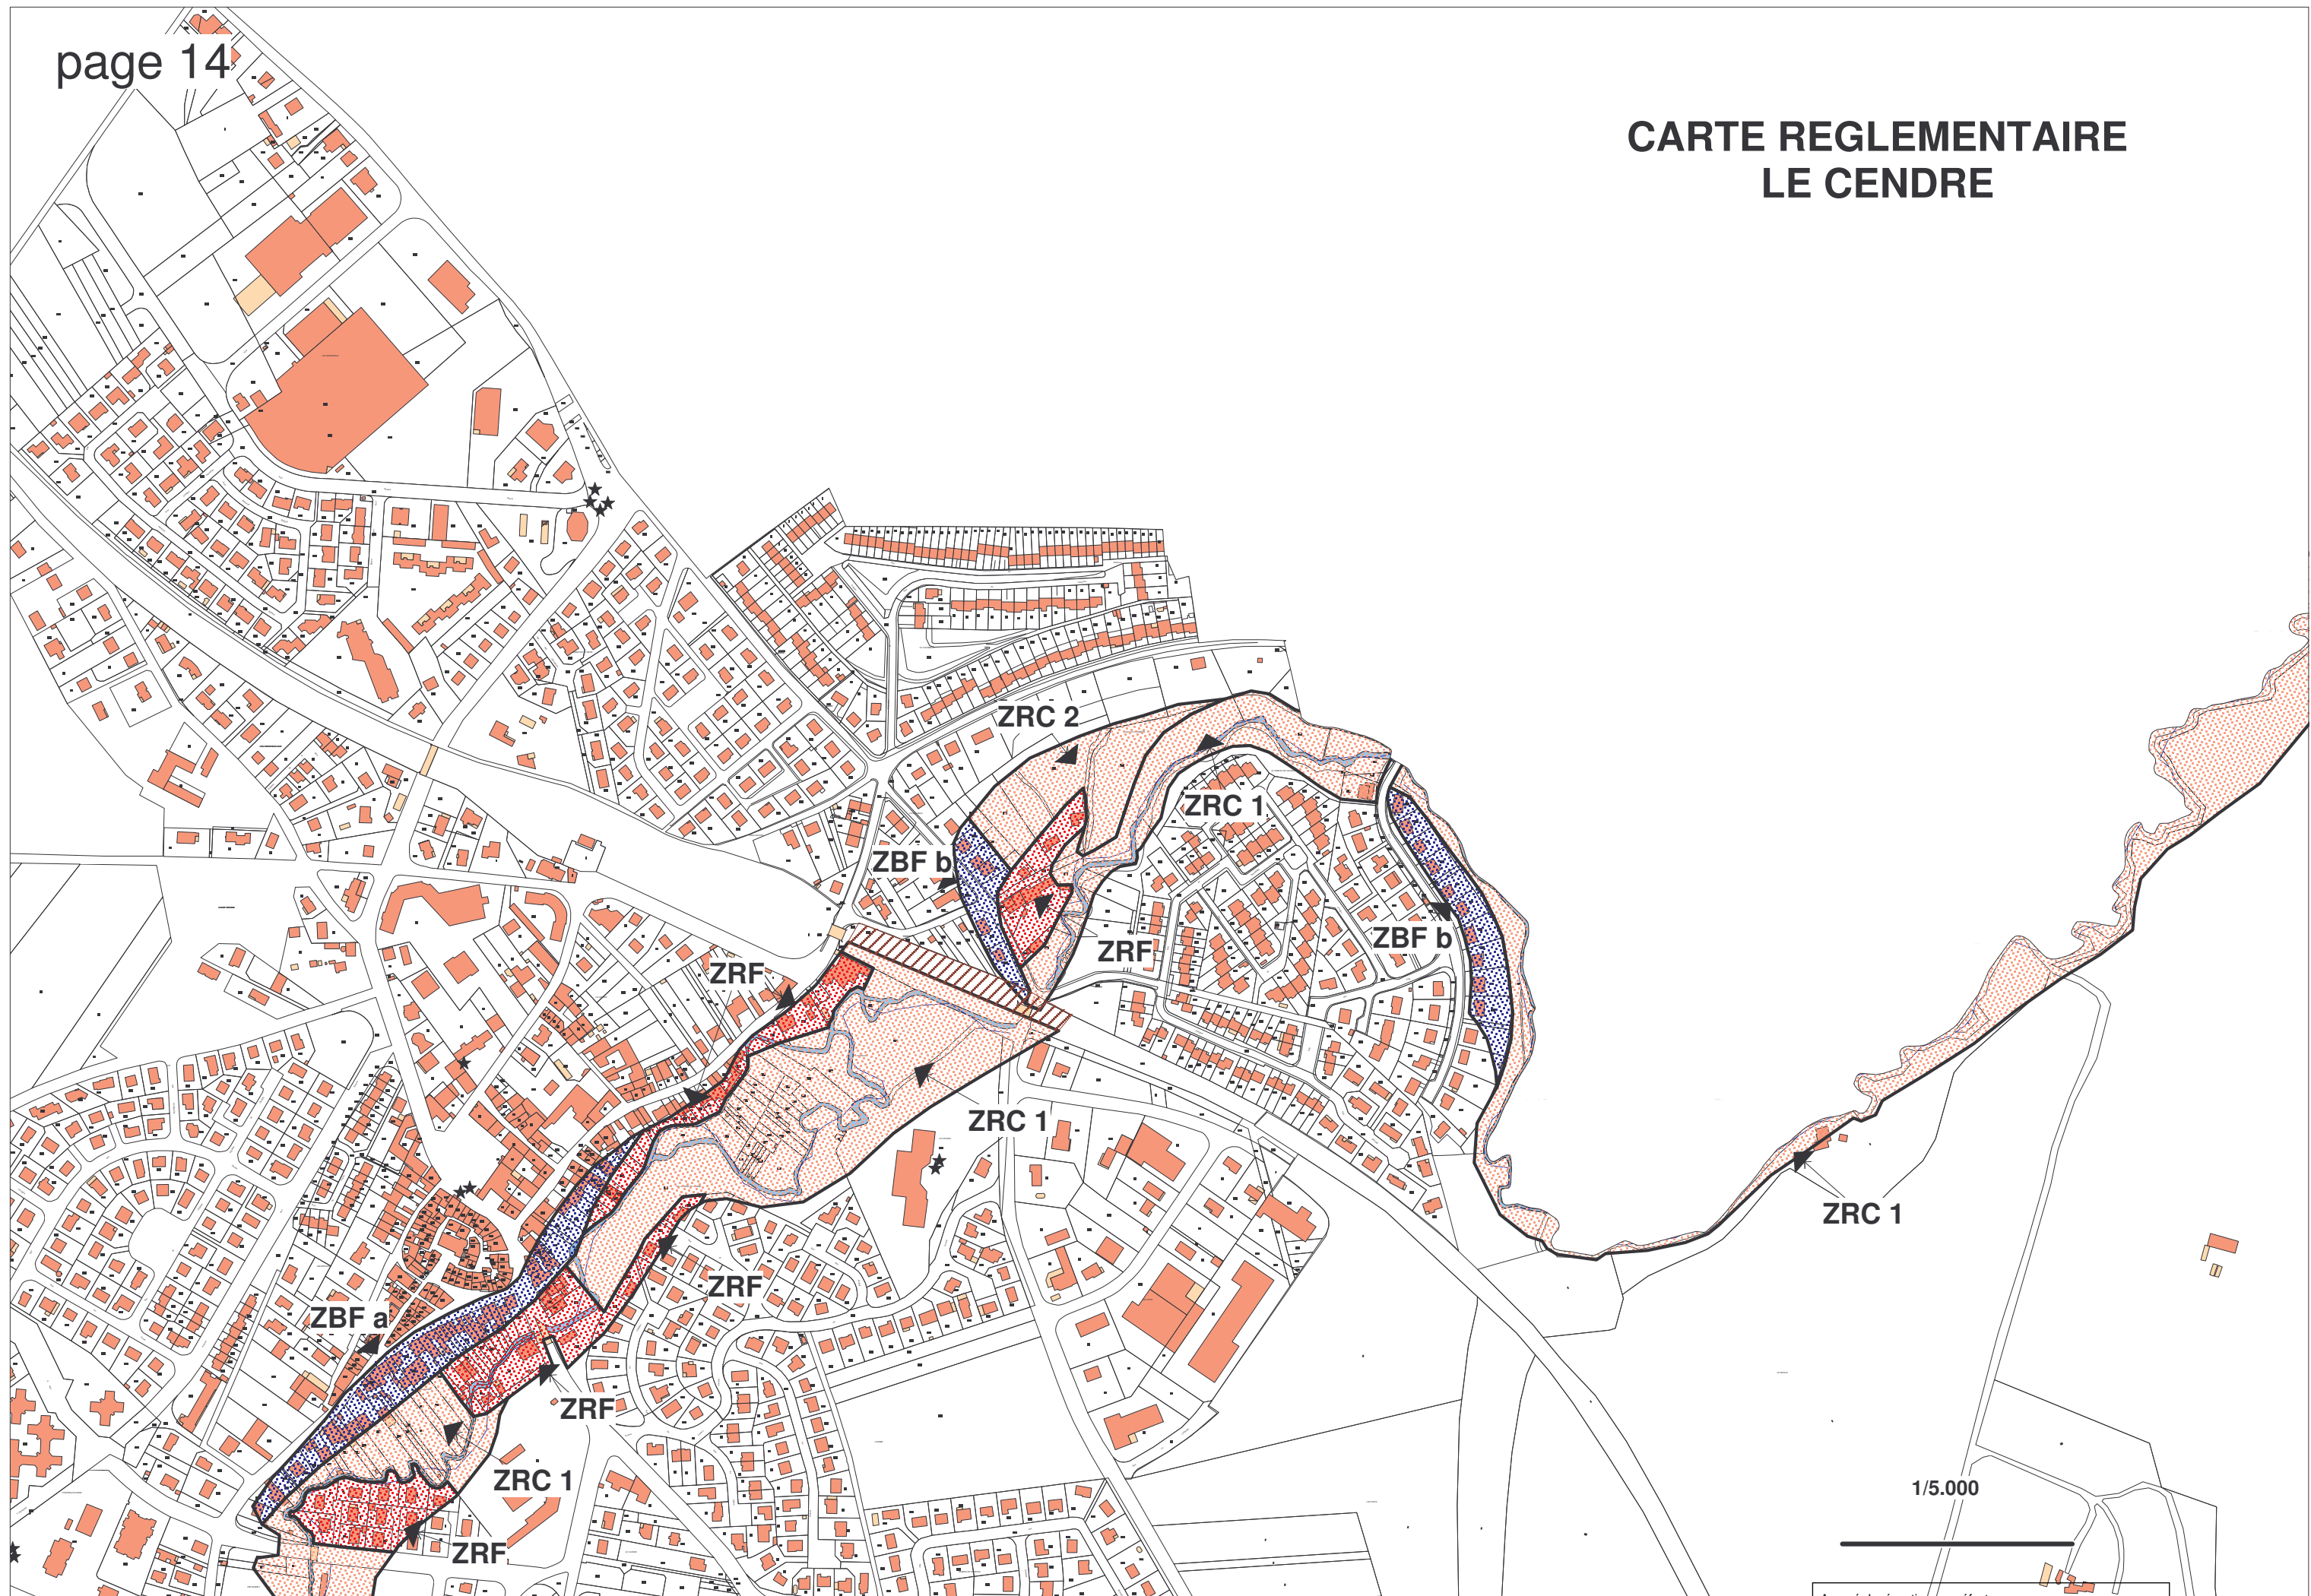 page 14
CARTE REGLEMENTAIRE
LE CENDRE
ZRC 2
ZRC 1
ZBF b
ZBF b
ZRF
ZRF
ZRC 1
ZRC 1
ZRF
ZBF a
ZRF
ZRC 1
1/5.000
ZRF